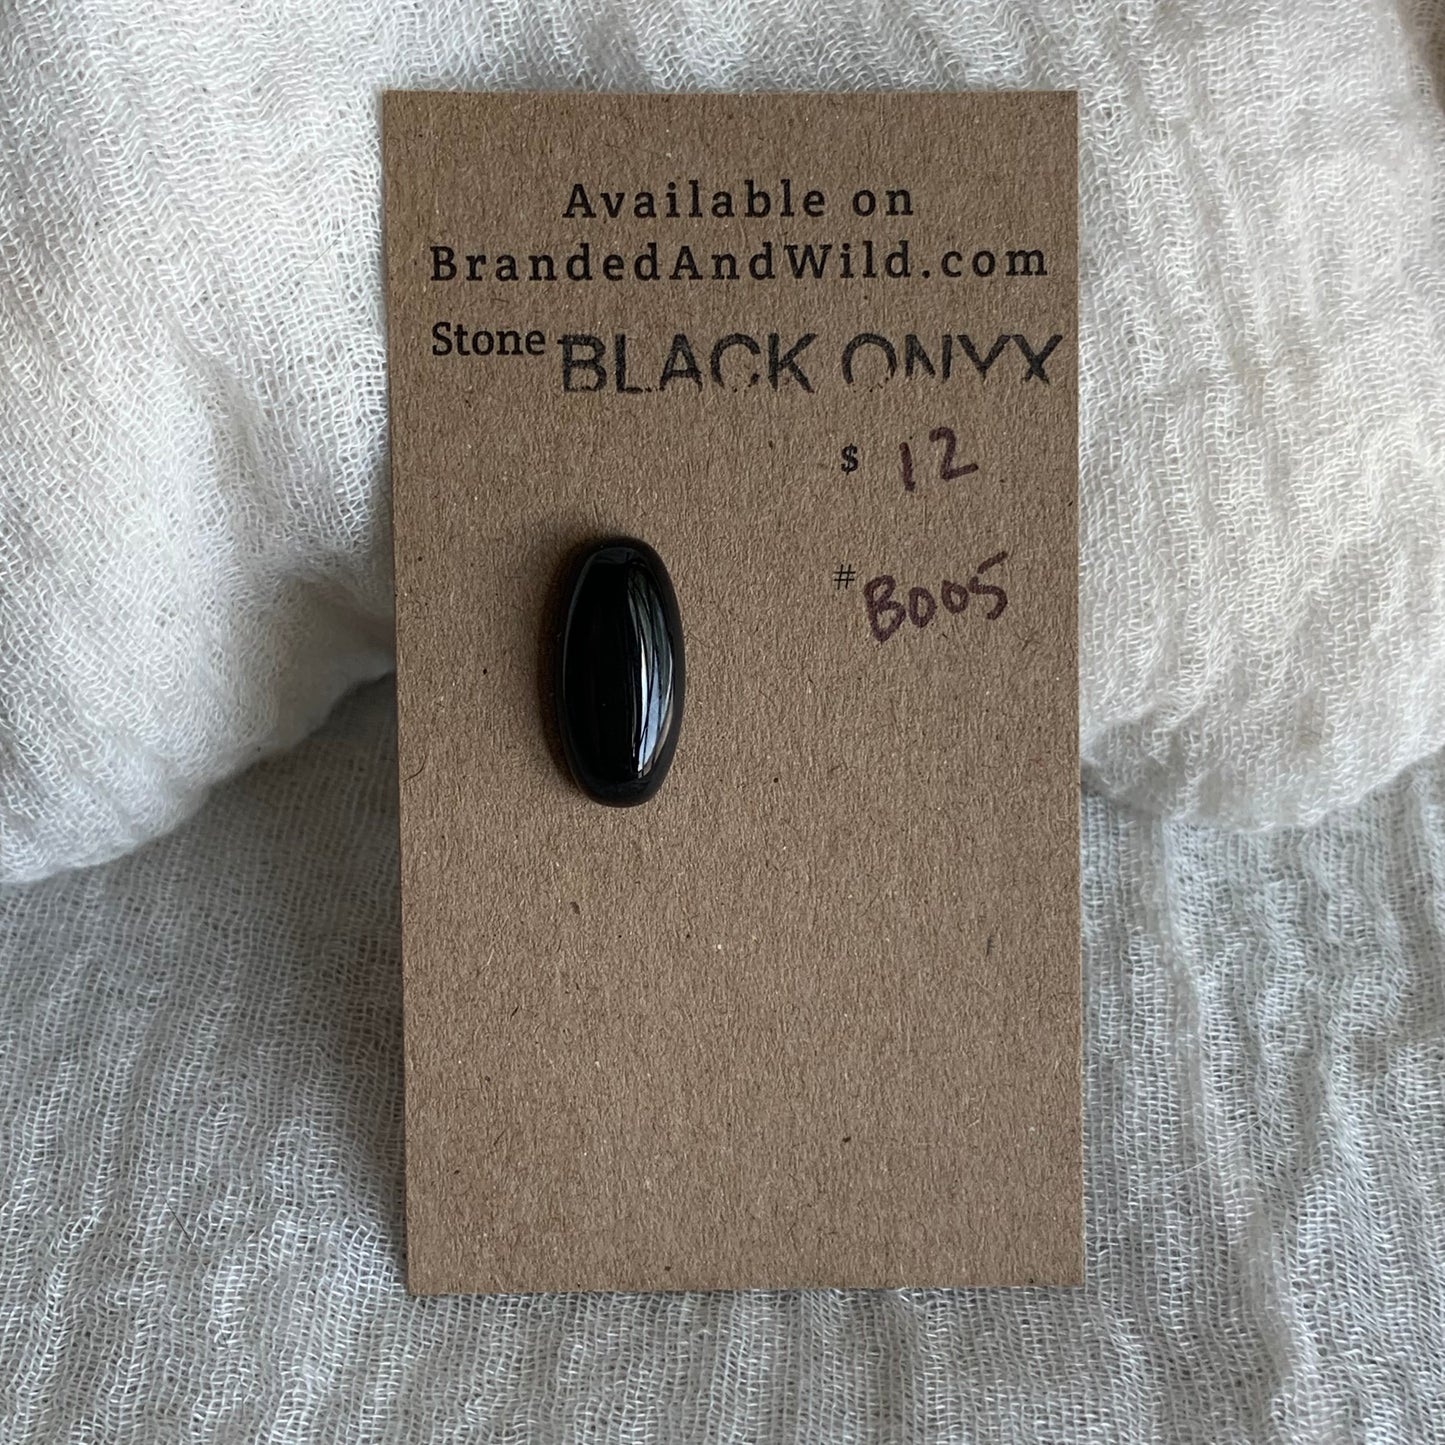 Available on
BrandedAndWild.com
Stone BLACK ONYX
$ 12
# B005